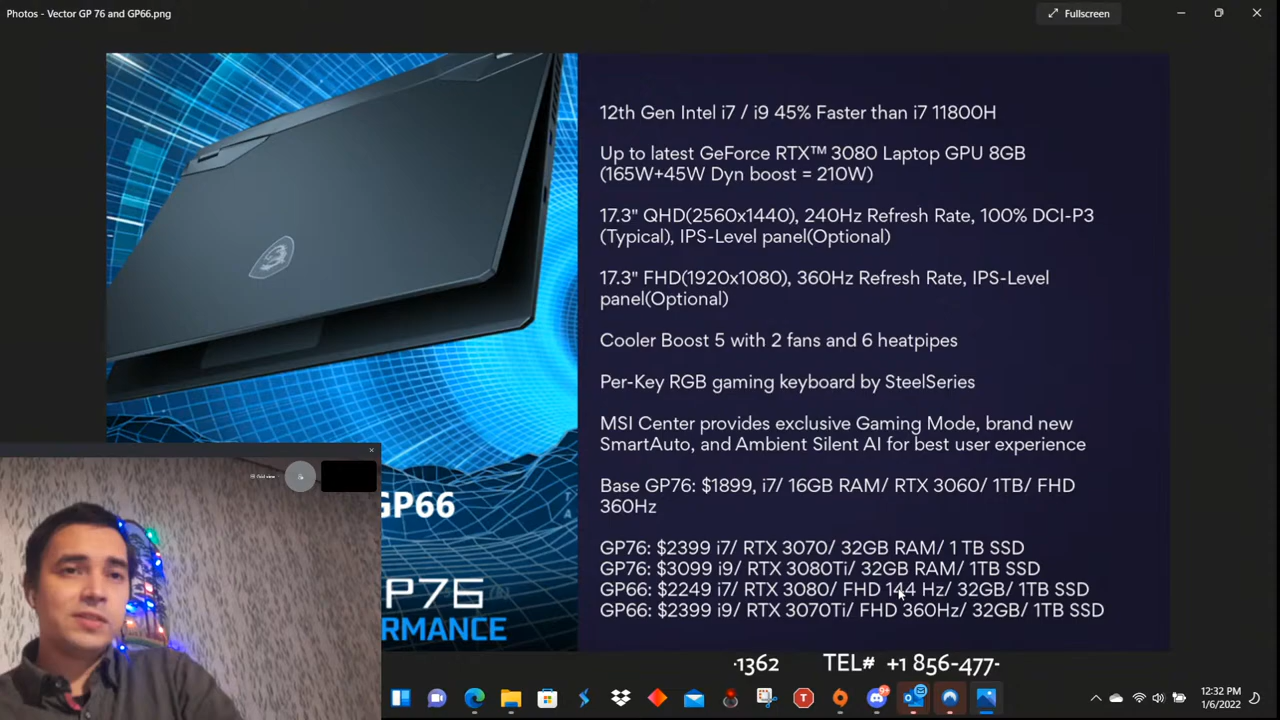 Photos - Vector GP 76 and GP66.png
Fullscreen
12th Gen Intel i7 / i9 45% Faster than i7 11800H
Up to latest GeForce RTX™ 3080 Laptop GPU 8GB
(165W+45W Dyn boost = 210W)
17.3" QHD(2560x1440), 240Hz Refresh Rate, 100% DCI-P3
(Typical), IPS-Level panel(Optional)
17.3" FHD(1920x1080), 360Hz Refresh Rate, IPS-Level
panel(Optional)
Cooler Boost 5 with 2 fans and 6 heatpipes
Per-Key RGB gaming keyboard by SteelSeries
MSI Center provides exclusive Gaming Mode, brand new
SmartAuto, and Ambient Silent AI for best user experience
Base GP76: $1899, i7/ 16GB RAM/ RTX 3060/ 1TB/ FHD
360Hz
GP76: $2399 i7/ RTX 3070/ 32GB RAM/ 1 TB SSD
GP76: $3099 i9/ RTX 3080Ti/ 32GB RAM/ 1TB SSD
GP66: $2249 i7/ RTX 3080/ FHD 144 Hz/ 32GB/ 1TB SSD
GP66: $2399 i9/ RTX 3070Ti/ FHD 360Hz/ 32GB/ 1TB SSD
GP66
GP76
RMANCE
-1362 TEL# +1 856-477-
12:32 PM
1/6/2022